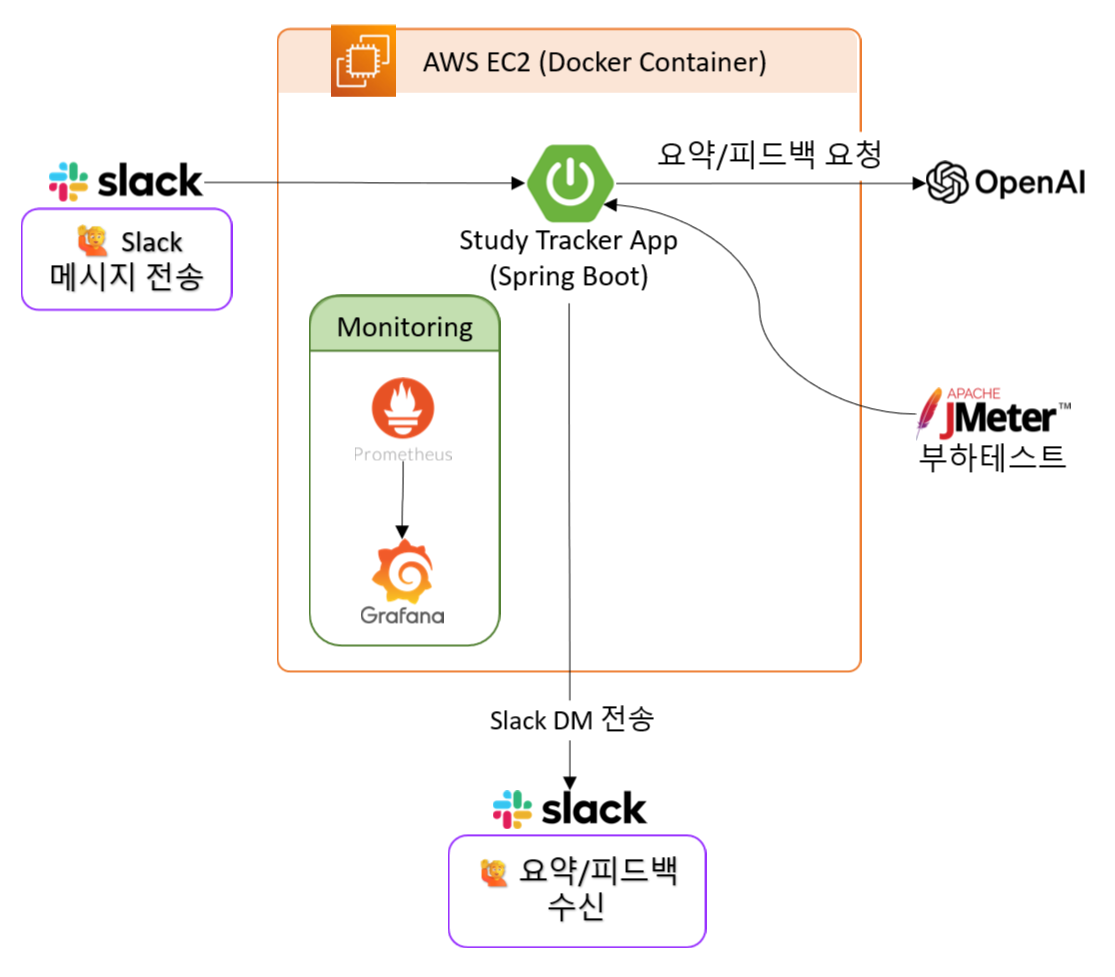 AWS EC2 (Docker Container)
slack
Slack
메시지 전송
요약/피드백 요청
OpenAI
Study Tracker App
(Spring Boot)
Monitoring
Prometheus
Grafana
APACHE
JMeter™
부하테스트
Slack DM 전송
slack
요약/피드백
수신